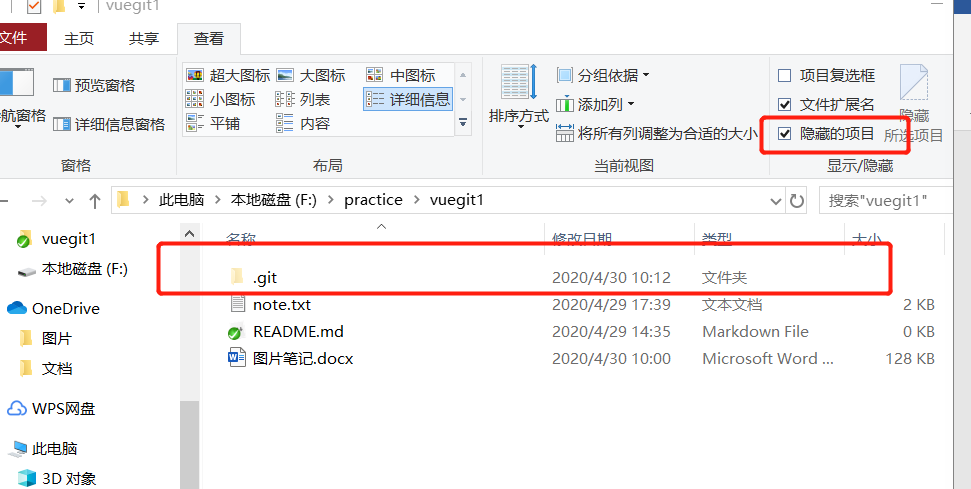 vuegit1
文件 主页 共享 查看
预览窗格 超大图标 大图标 中图标 分组依据 项目复选框
小图标 列表 详细信息 添加列 文件扩展名
航窗格 详细信息窗格 平铺 内容 排序方式 将所有列调整为合适的大小 隐藏的项目 隐藏
所选项目
窗格 布局 当前视图 显示/隐藏
此电脑 > 本地磁盘 (F:) > practice > vuegit1 搜索"vuegit1"
vuegit1 名称 修改日期 类型 大小
本地磁盘 (F:)
.git 2020/4/30 10:12 文件夹
OneDrive note.txt 2020/4/29 17:39 文本文档 2 KB
图片 README.md 2020/4/29 14:35 Markdown File 0 KB
文档 图片笔记.docx 2020/4/30 10:00 Microsoft Word ... 128 KB
WPS网盘
此电脑
3D 对象